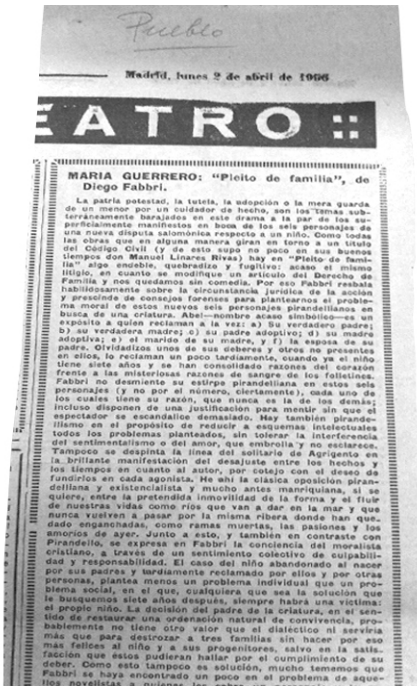 Pueblo
Madrid, lunes 2 de abril de 1956
EATRO ::
MARIA GUERRERO: "Pleito de familia", de
Diego Fabbri.
La patria potestad, la tutela, la adopción o la mera guarda
de un menor por un cuidador de hecho, son los temas sub-
terráneamente barajados en este drama a la par de los su-
perficialmente manifiestos en boca de los seis personajes de
una nueva disputa salomónica respecto a un niño. Como todas
las obras que en alguna manera giran en torno a un título
del Código Civil (y de esto supo no poco en sus buenos
tiempos don Manuel Linares Rivas) hay en "Pleito de fami-
lia" algo endeble, quebradizo y fugitivo: acaso el mismo
litigio, en cuanto se modifique un artículo del Derecho de
Familia y nos quedamos sin comedia. Por eso Fabbri resbala
habilidosamente sobre la circunstancia jurídica de la acción
y prescinde de consejos forenses para plantearnos el proble-
ma moral de estos nuevos seis personajes pirandellianos en
busca de una criatura. Abel—nombre acaso simbólico—es un
expósito a quien reclaman a la vez: a) Su verdadero padre;
b) su verdadera madre; c) su padre adoptivo; d) su madre
adoptiva; e) el marido de su madre, y f) la esposa de su
padre. Olvidadizos unos de sus deberes y otros no presentes
en ellos, lo reclaman un poco tardíamente, cuando ya el niño
tiene siete años y se han consolidado razones del corazón
frente a las misteriosas razones de sangre de los folletines.
Fabbri no desmiente su estirpe pirandelliana en estos seis
personajes (y no por el número, ciertamente), cada uno de
los cuales tiene su razón, que nunca es la de los demás;
incluso disponen de una justificación para mentir sin que el
espectador se escandalice demasiado. Hay también pirande-
llismo en el propósito de reducir a esquemas intelectuales
todos los problemas planteados, sin tolerar la interferencia
del sentimentalismo o del amor, que embrolla y no esclarece.
Tampoco se despinta la línea del solitario de Agrigento en
la brillante manifestación del desajuste entre los hechos y
los tiempos en cuanto al autor, por cotejo con el deseo de
fundirlos en cada agonista. He ahí la clásica oposición piran-
delliana y existencialista y mucho antes manriquiana, si se
quiere, entre la pretendida inmovilidad de la forma y el fluir
de nuestras vidas como ríos que van a dar en la mar y que
nunca vuelven a pasar por la misma ribera donde han que-
dado enganchadas, como ramas muertas, las pasiones y los
amoríos de ayer. Junto a esto, y también en contraste con
Pirandello, se expresa en Fabbri la conciencia del moralista
cristiano, a través de un sentimiento colectivo de culpabili-
dad y responsabilidad. El caso del niño abandonado al nacer
por sus padres y tardíamente reclamado por ellos y por otras
personas, plantea menos un problema individual que un pro-
blema social, en el que, cualquiera que sea la solución que
le busquemos siete años después, siempre habrá una víctima:
el propio niño. La decisión del padre de la criatura, en el sen-
tido de restaurar una ordenación natural de convivencia, pro-
bablemente no tiene otro valor que el dialéctico ni serviría
más que para destrozar a tres familias sin hacer por eso
más felices al niño y a sus progenitores, salvo en la satis-
facción que éstos pudieran hallar por el cumplimiento de su
deber. Como esto tampoco es solución, mucho tememos que
Fabbri se haya encontrado un poco en el problema de aque-
llos novelistas a quienes